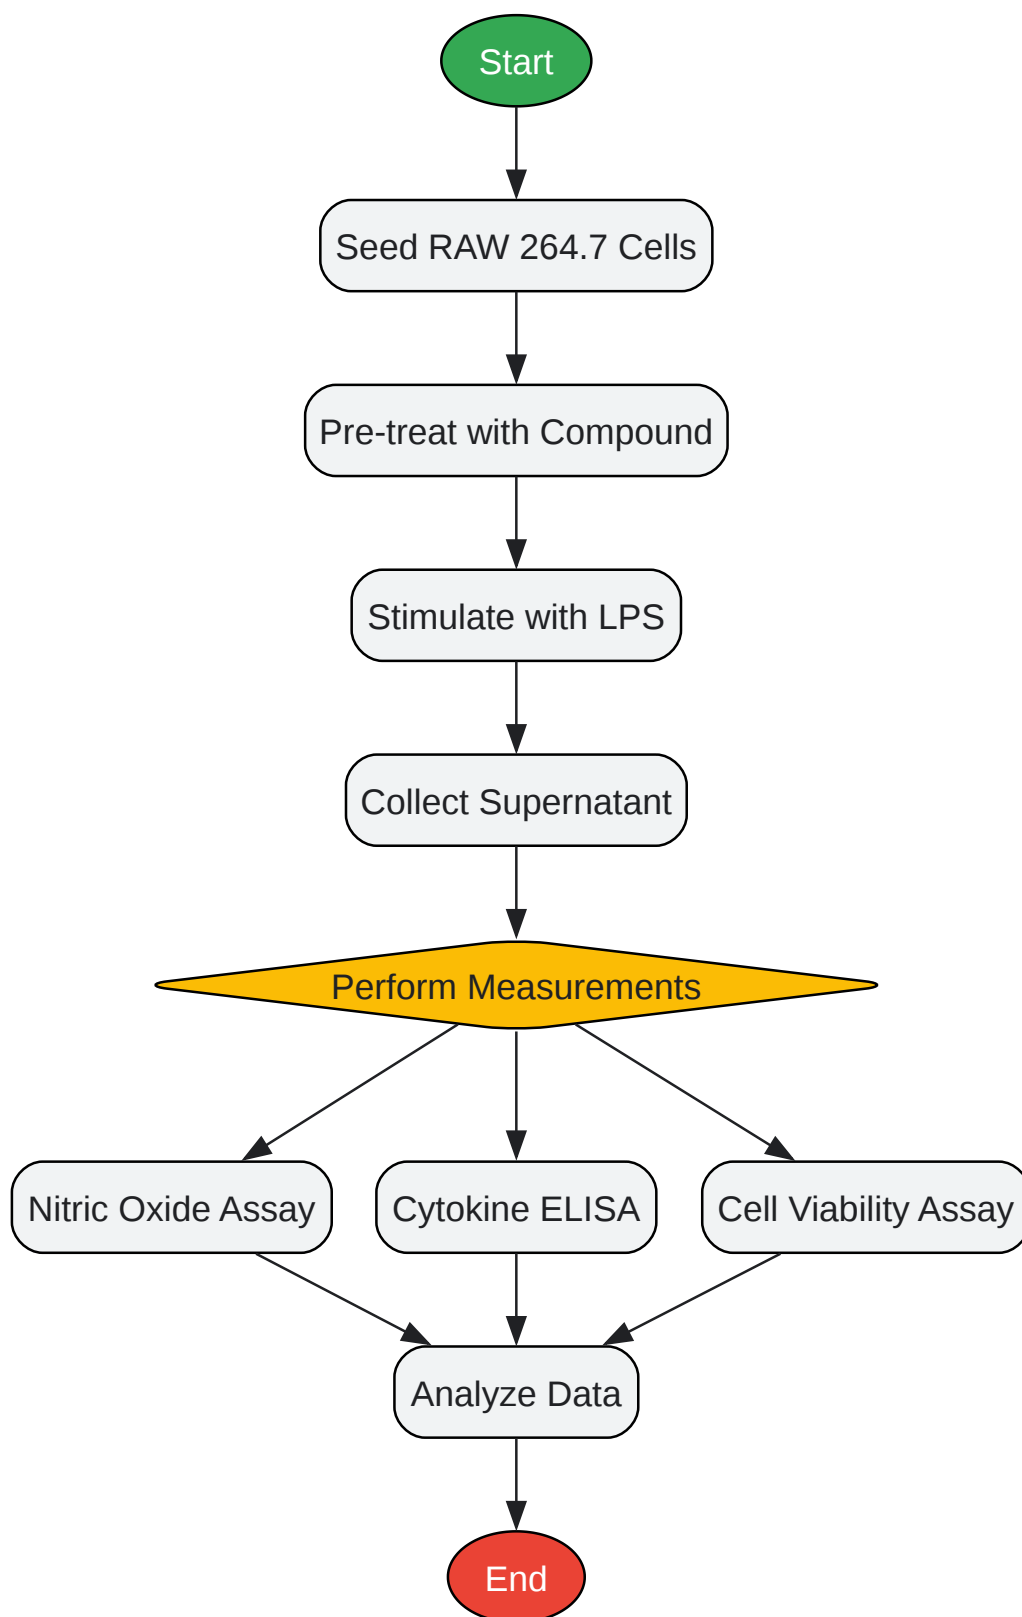 Start
Seed RAW 264.7 Cells
Pre-treat with Compound
Stimulate with LPS
Collect Supernatant
Perform Measurements
Nitric Oxide Assay
Cytokine ELISA
Cell Viability Assay
Analyze Data
End